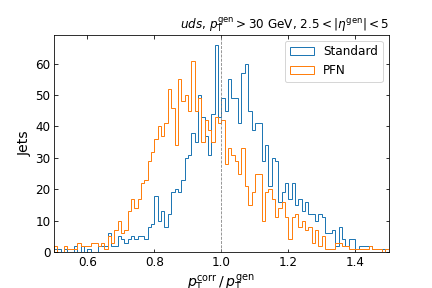 uds, p_T^gen > 30 GeV, 2.5 < |η^gen| < 5
Standard
PFN
Jets
60
50
40
30
20
10
0
0.6 0.8 1.0 1.2 1.4
p_T^corr / p_T^gen